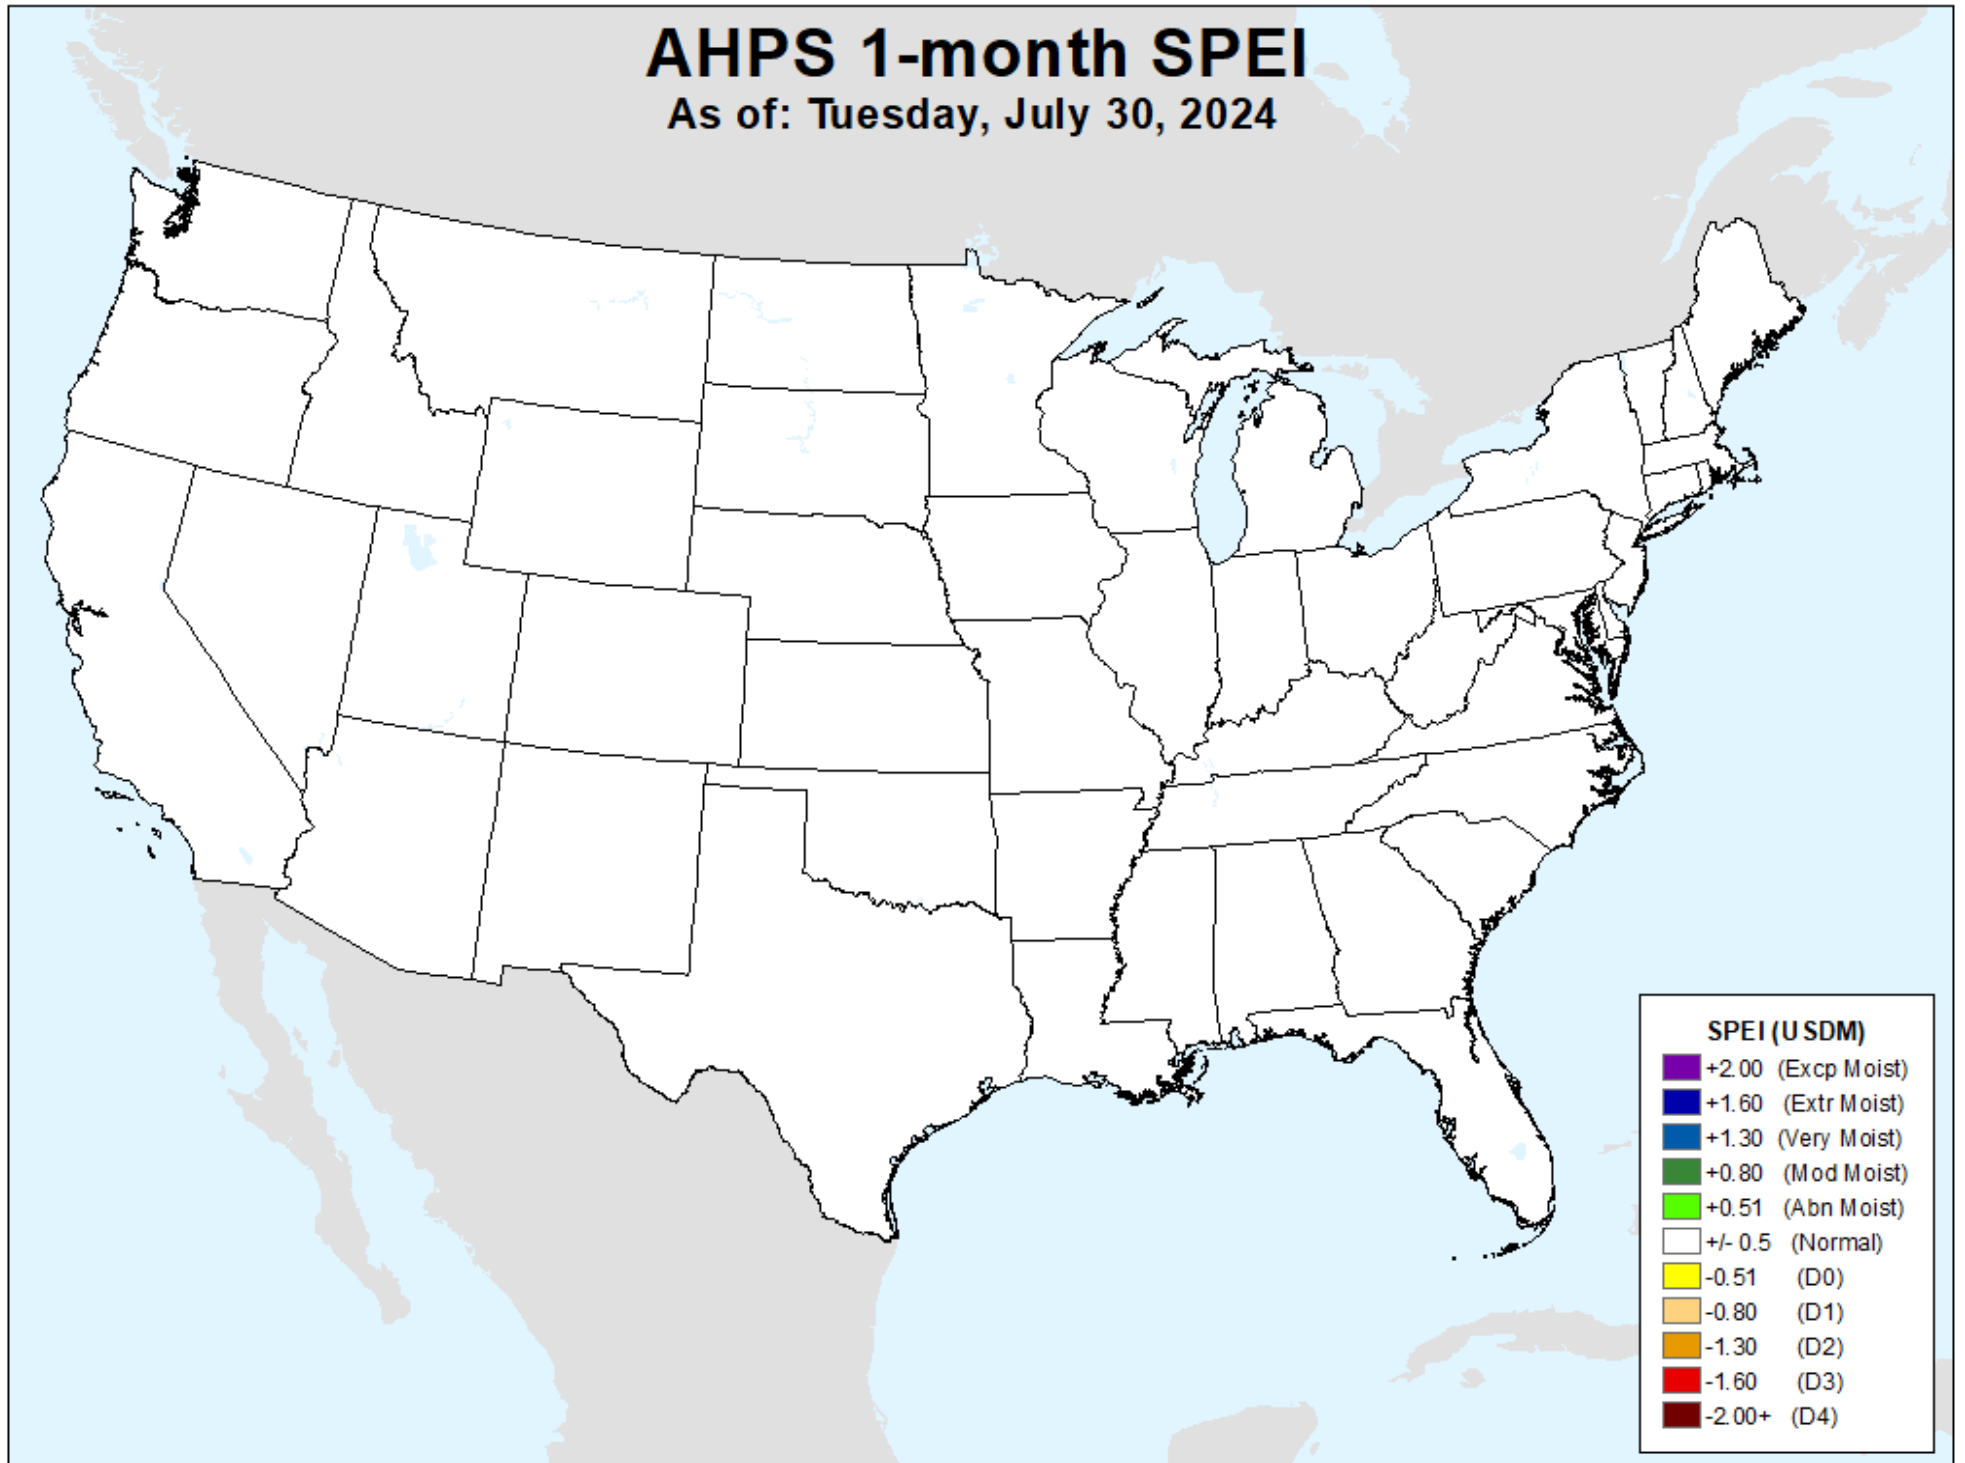 AHPS 1-month SPEI
As of: Tuesday, July 30, 2024
SPEI (USDM)
+2.00 (Excp Moist)
+1.60 (Extr Moist)
+1.30 (Very Moist)
+0.80 (Mod Moist)
+0.51 (Abn Moist)
+/- 0.5 (Normal)
-0.51 (D0)
-0.80 (D1)
-1.30 (D2)
-1.60 (D3)
-2.00+ (D4)